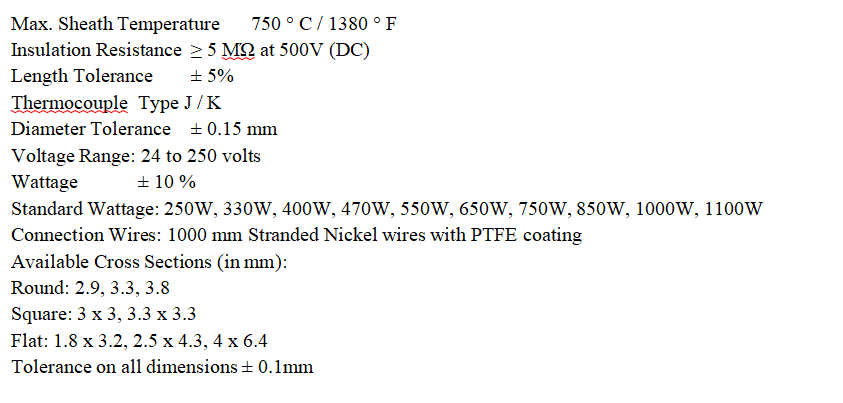 Max. Sheath Temperature 750 ° C / 1380 ° F
Insulation Resistance ≥ 5 MΩ at 500V (DC)
Length Tolerance ± 5%
Thermocouple Type J / K
Diameter Tolerance ± 0.15 mm
Voltage Range: 24 to 250 volts
Wattage ± 10 %
Standard Wattage: 250W, 330W, 400W, 470W, 550W, 650W, 750W, 850W, 1000W, 1100W
Connection Wires: 1000 mm Stranded Nickel wires with PTFE coating
Available Cross Sections (in mm):
Round: 2.9, 3.3, 3.8
Square: 3 x 3, 3.3 x 3.3
Flat: 1.8 x 3.2, 2.5 x 4.3, 4 x 6.4
Tolerance on all dimensions ± 0.1mm